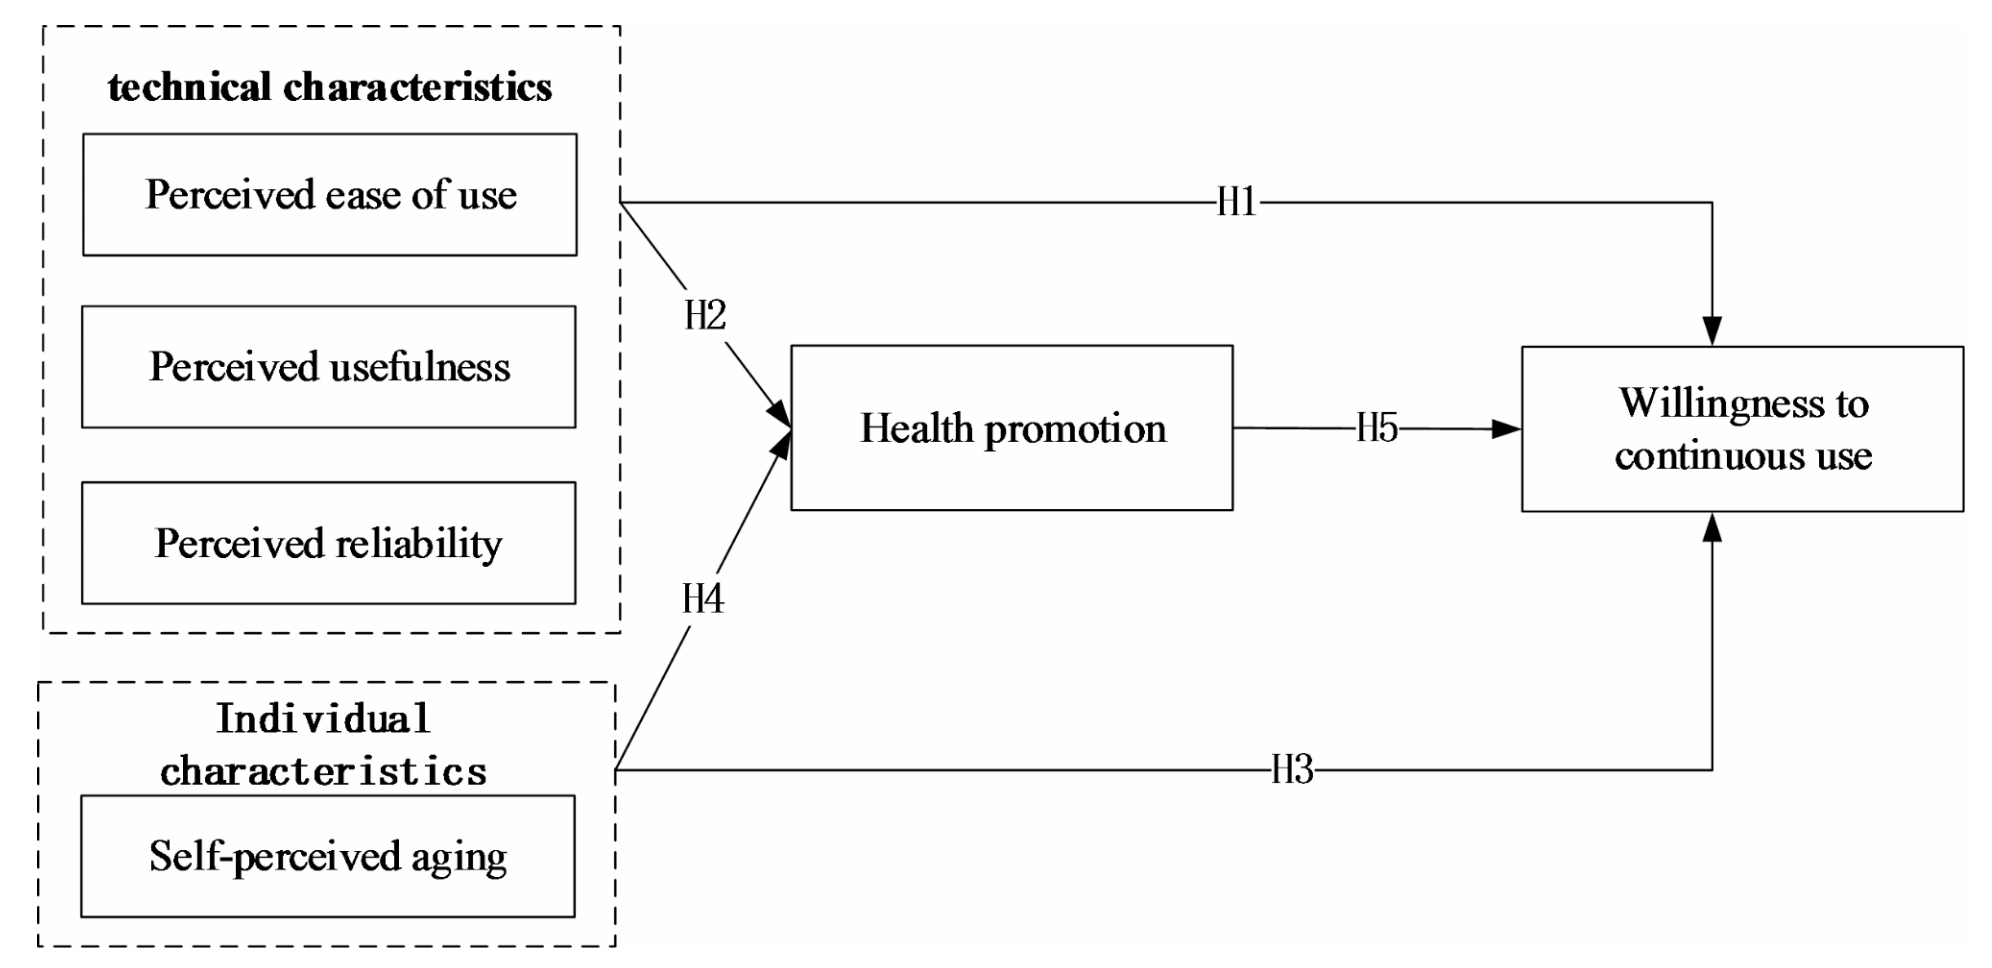 technical characteristics
Perceived ease of use
Perceived usefulness
Perceived reliability
Individual
characteristics
Self-perceived aging
H1
H2
Health promotion
H5
Willingness to
continuous use
H4
H3